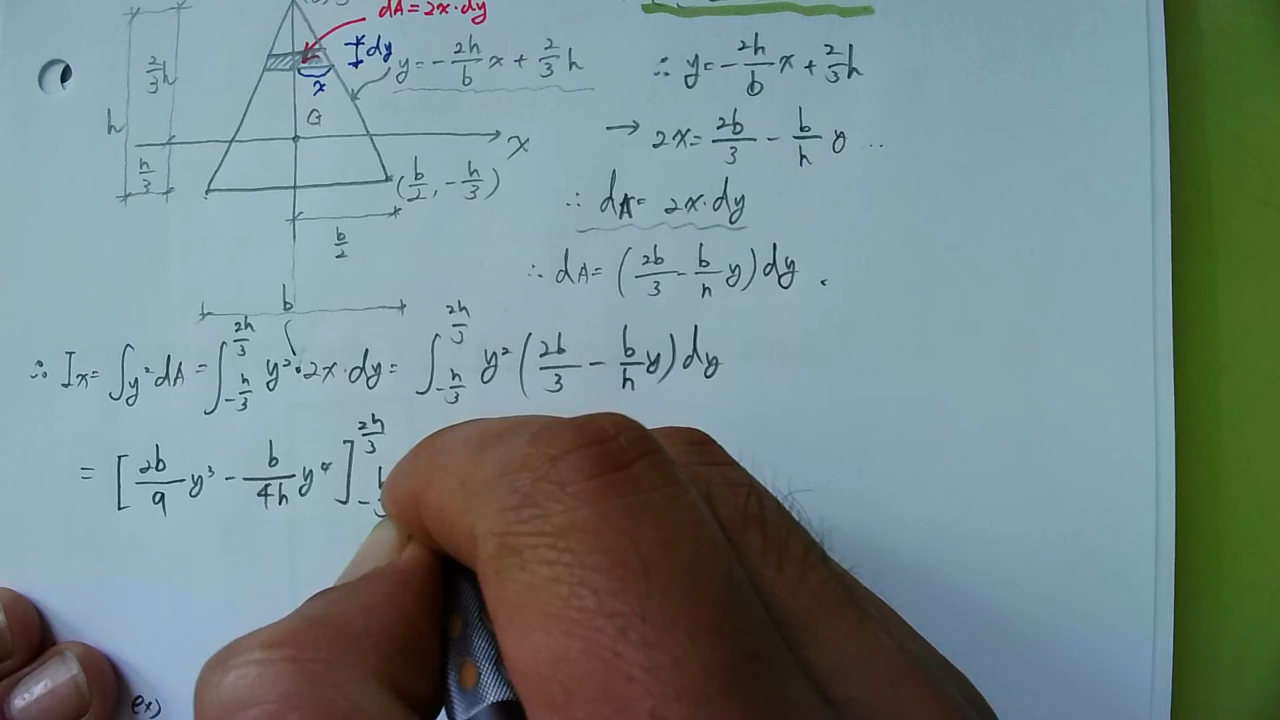 dA=2x·dy
2/3 h
dy
y=-2h/b x+2/3 h
∴ y=-2h/b x+2/3 h
x
h
G
x
→ 2x=2b/3 - b/h y
h/3
(b/2, -h/3)
∴ dA= 2x·dy
b/2
∴ dA= (2b/3 - b/h y) dy .
b
∴ Ix= ∫y²dA = ∫_{-h/3}^{2h/3} y²·2x·dy= ∫_{-h/3}^{2h/3} y² (2b/3 - b/h y) dy
= [2b/9 y³ - b/4h y⁴]^{2h/3}
ex)